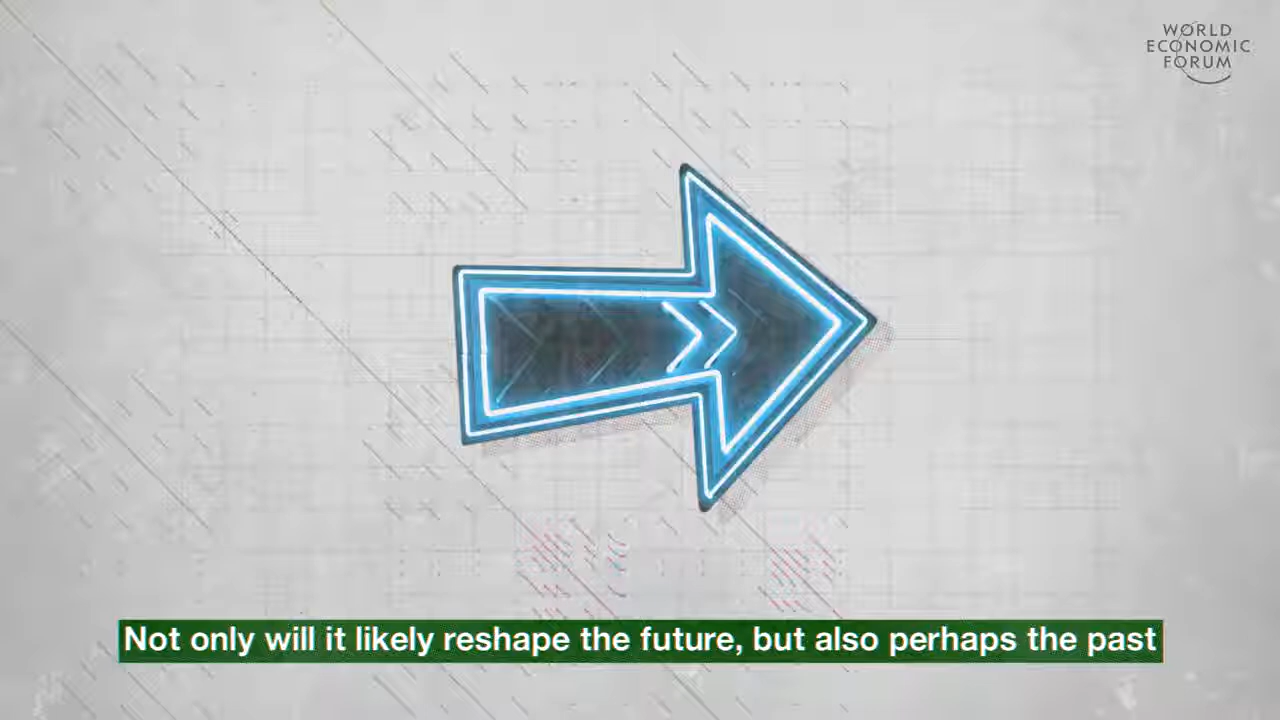 WORLD
ECONOMIC
FORUM
Not only will it likely reshape the future, but also perhaps the past